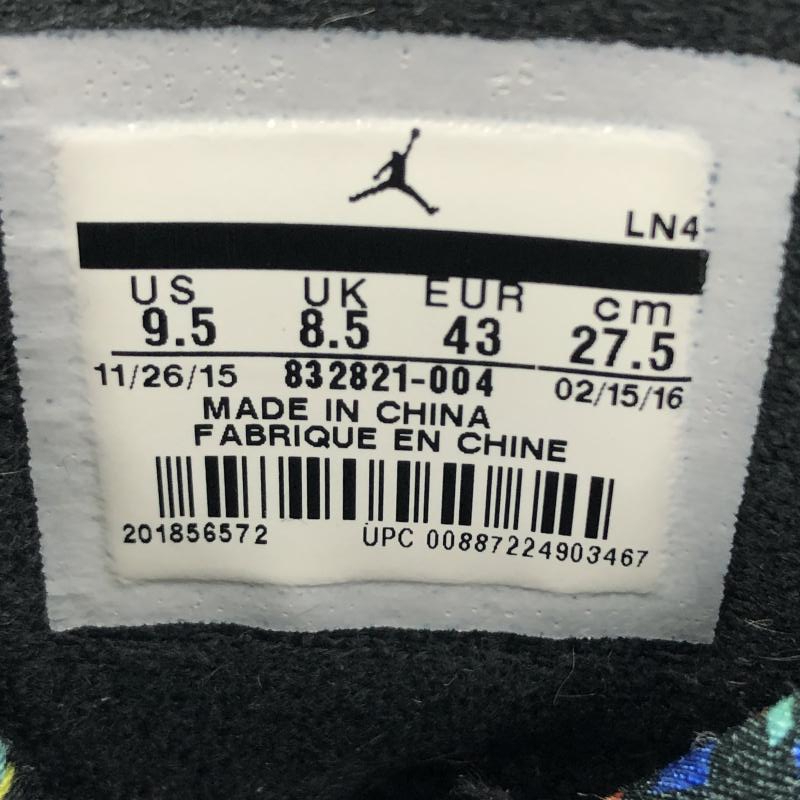 LN4
US UK EUR cm
9.5 8.5 43 27.5
11/26/15 832821-004 02/15/16
MADE IN CHINA
FABRIQUE EN CHINE
201856572 UPC 00887224903467